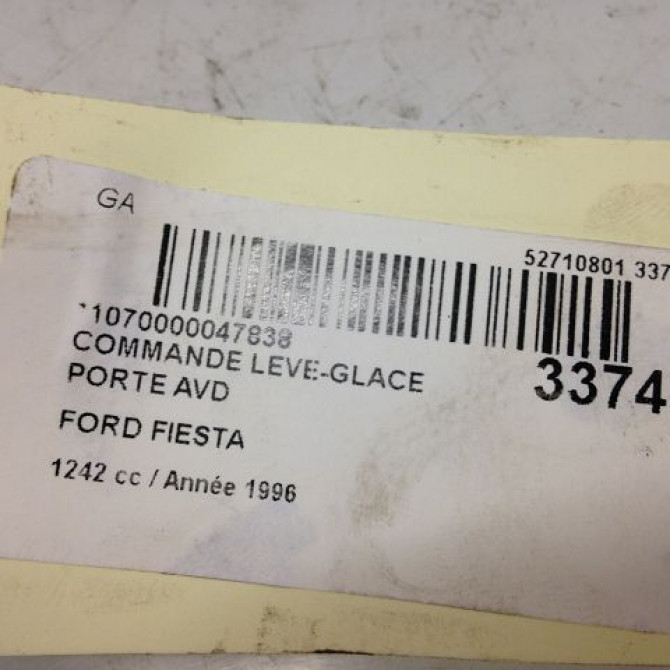 GA
52710801 337
*1070000047838
3374
COMMANDE LEVE-GLACE
PORTE AVD
FORD FIESTA
1242 cc / Année 1996